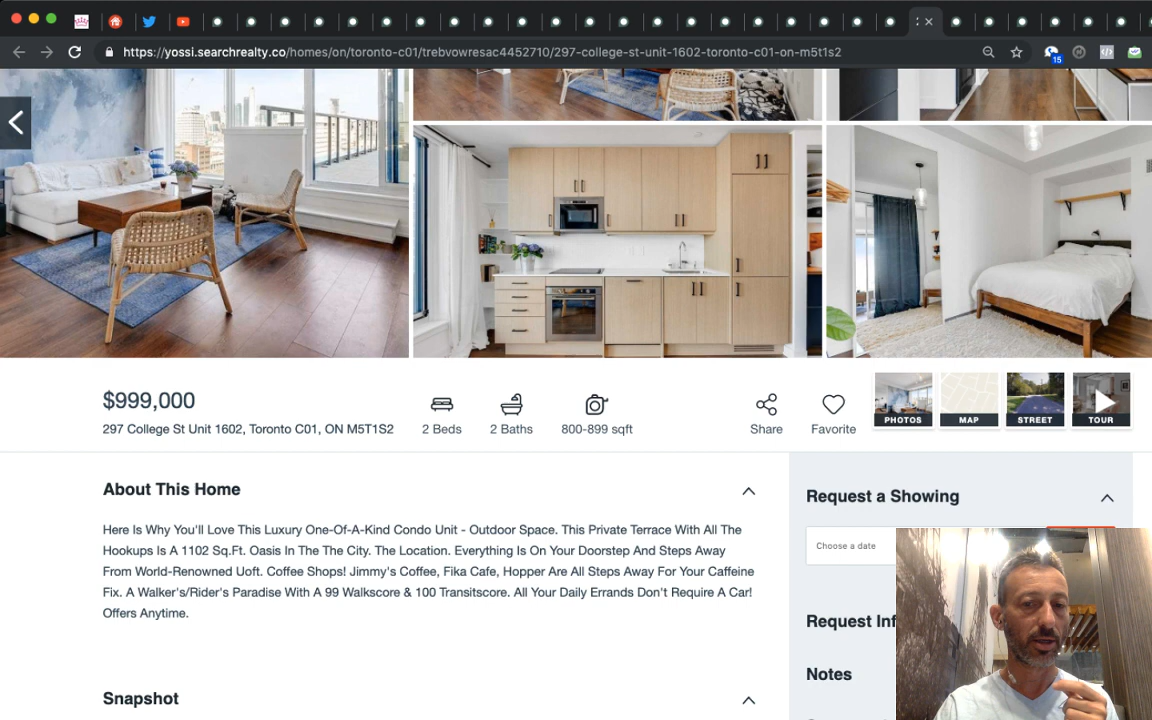 https://yossi.searchrealty.co/homes/on/toronto-c01/trebvowresac4452710/297-college-st-unit-1602-toronto-c01-on-m5t1s2
15
$999,000
297 College St Unit 1602, Toronto C01, ON M5T1S2
2 Beds
2 Baths
800-899 sqft
Share
Favorite
PHOTOS
MAP
STREET
TOUR
About This Home
Here Is Why You'll Love This Luxury One-Of-A-Kind Condo Unit - Outdoor Space. This Private Terrace With All The
Hookups Is A 1102 Sq.Ft. Oasis In The The City. The Location. Everything Is On Your Doorstep And Steps Away
From World-Renowned Uoft. Coffee Shops! Jimmy's Coffee, Fika Cafe, Hopper Are All Steps Away For Your Caffeine
Fix. A Walker's/Rider's Paradise With A 99 Walkscore & 100 Transitscore. All Your Daily Errands Don't Require A Car!
Offers Anytime.
Snapshot
Request a Showing
Choose a date
Request Inf
Notes